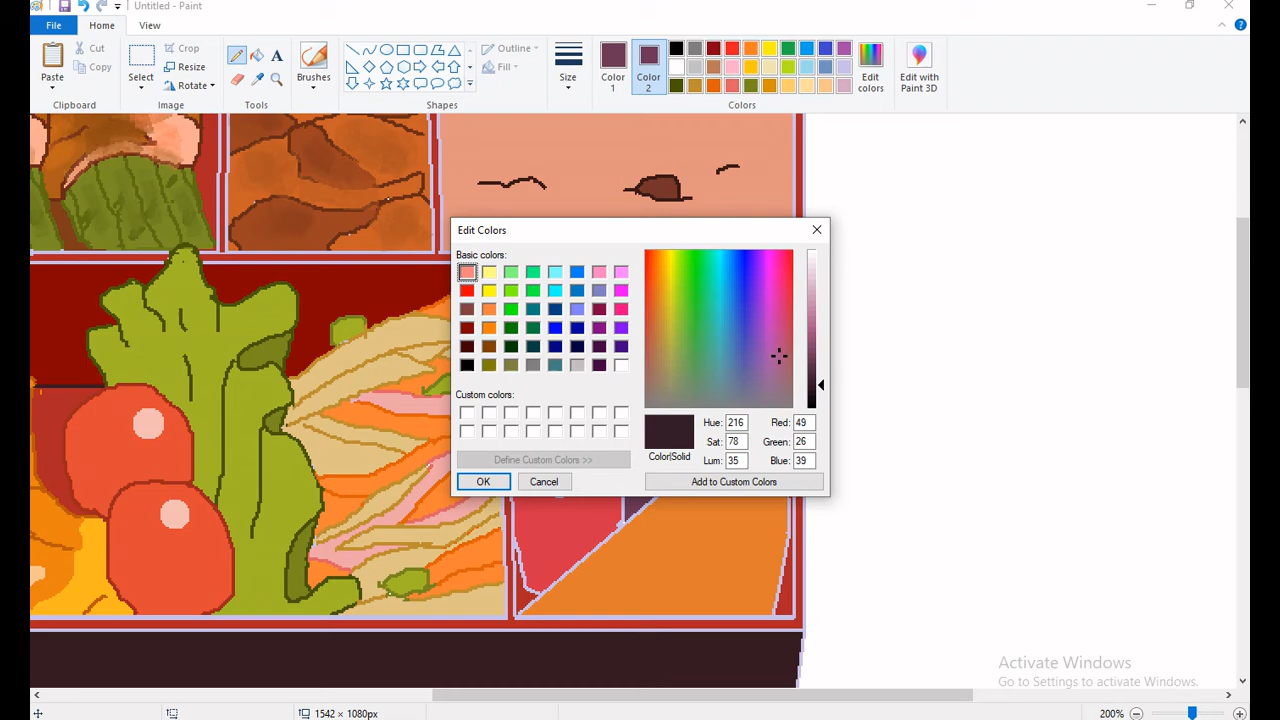 Untitled - Paint
File
Home
View
Paste
Cut
Copy
Clipboard
Select
Crop
Resize
Rotate
Image
Tools
Brushes
Shapes
Outline
Fill
Size
Color 1
Color 2
Colors
Edit colors
Edit with Paint 3D
Edit Colors
Basic colors:
Custom colors:
Define Custom Colors >>
OK
Cancel
Color|Solid
Hue: 216
Sat: 78
Lum: 35
Red: 49
Green: 26
Blue: 39
Add to Custom Colors
Activate Windows
Go to Settings to activate Windows.
1542 × 1080px
200%